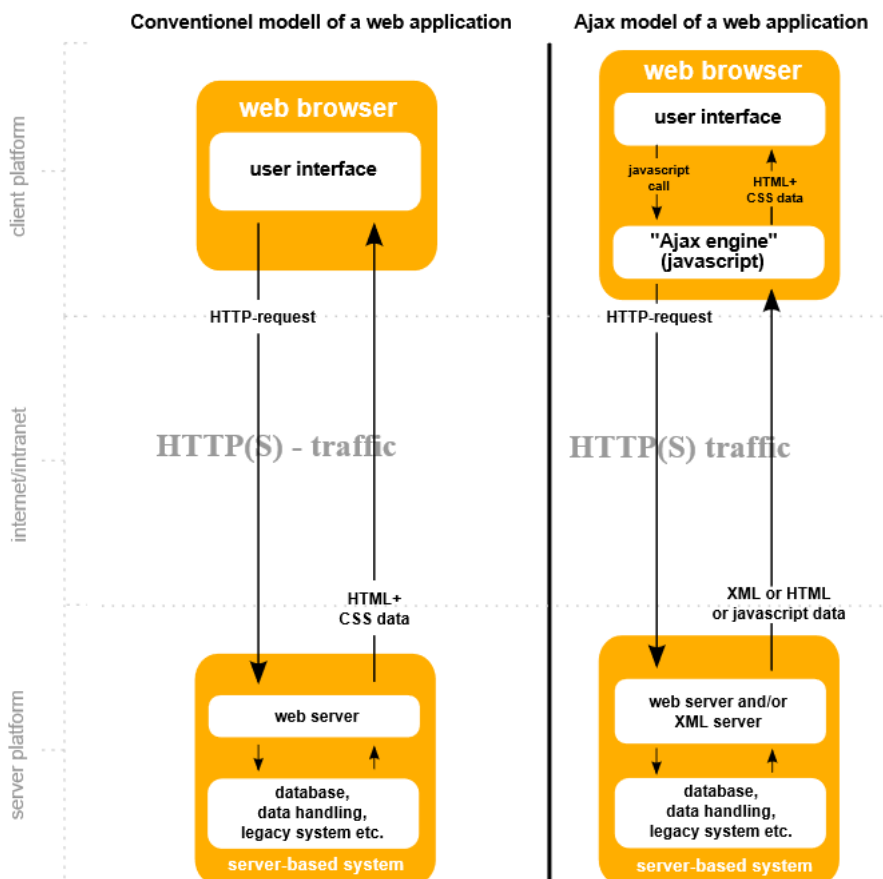 Conventionel modell of a web application
Ajax model of a web application
client platform
internet/intranet
server platform
web browser
user interface
HTTP-request
HTTP(S) - traffic
HTML+
CSS data
web server
database,
data handling,
legacy system etc.
server-based system
web browser
user interface
javascript
call
HTML+
CSS data
"Ajax engine"
(javascript)
HTTP-request
HTTP(S) traffic
XML or HTML
or javascript data
web server and/or
XML server
database,
data handling,
legacy system etc.
server-based system